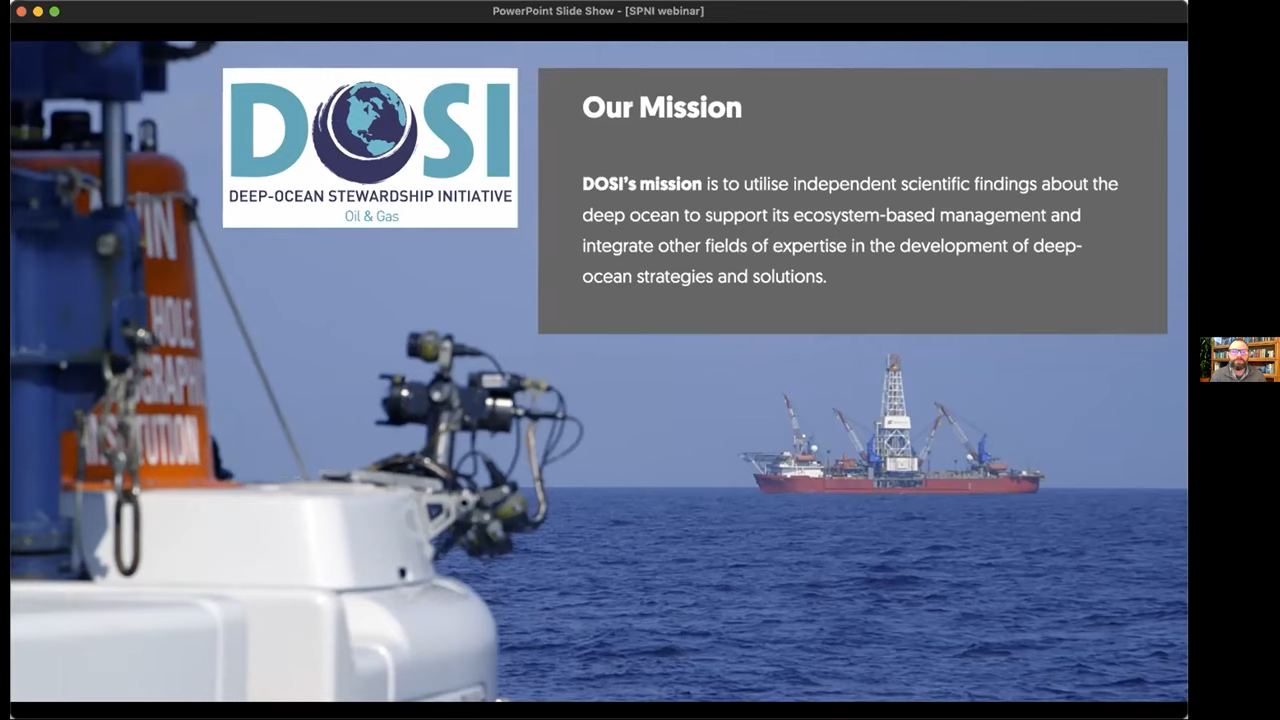 PowerPoint Slide Show - [SPNI webinar]
DOSI
DEEP-OCEAN STEWARDSHIP INITIATIVE
Oil & Gas
Our Mission
DOSI's mission is to utilise independent scientific findings about the
deep ocean to support its ecosystem-based management and
integrate other fields of expertise in the development of deep-
ocean strategies and solutions.
HOLE